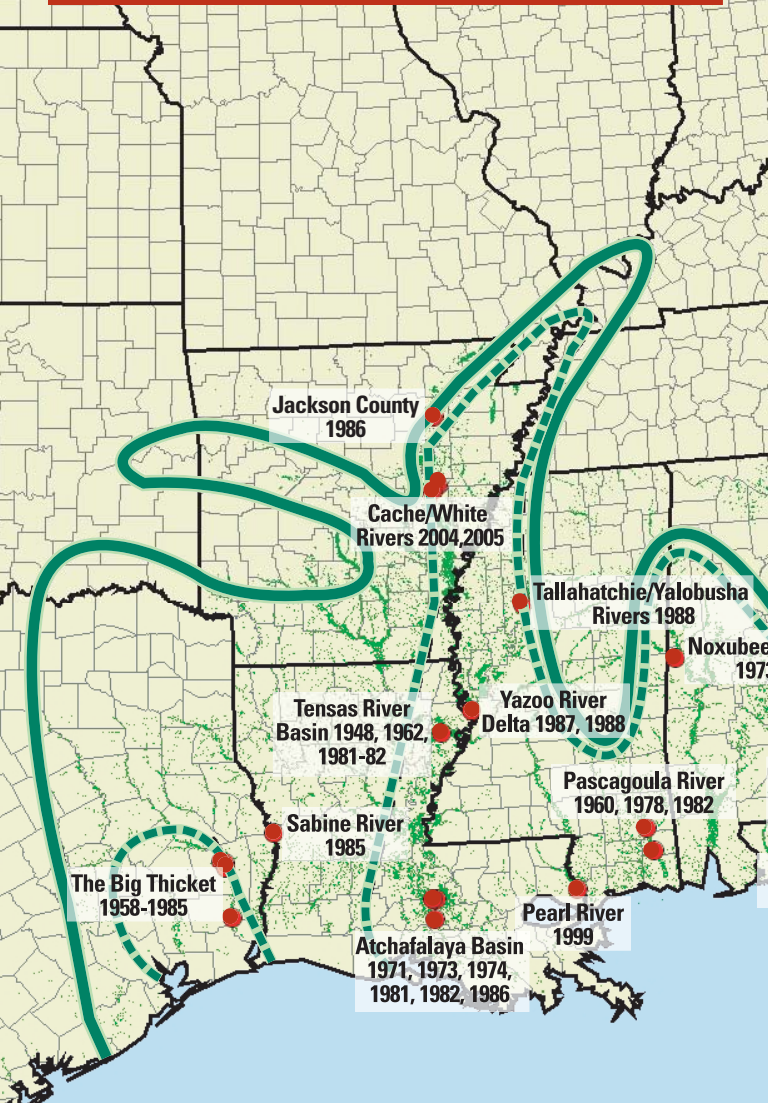 Jackson County
1986
Cache/White
Rivers 2004,2005
Tallahatchie/Yalobusha
Rivers 1988
Noxubee
1973
Tensas River
Basin 1948, 1962,
1981-82
Yazoo River
Delta 1987, 1988
Pascagoula River
1960, 1978, 1982
Sabine River
1985
The Big Thicket
1958-1985
Pearl River
1999
Atchafalaya Basin
1971, 1973, 1974,
1981, 1982, 1986